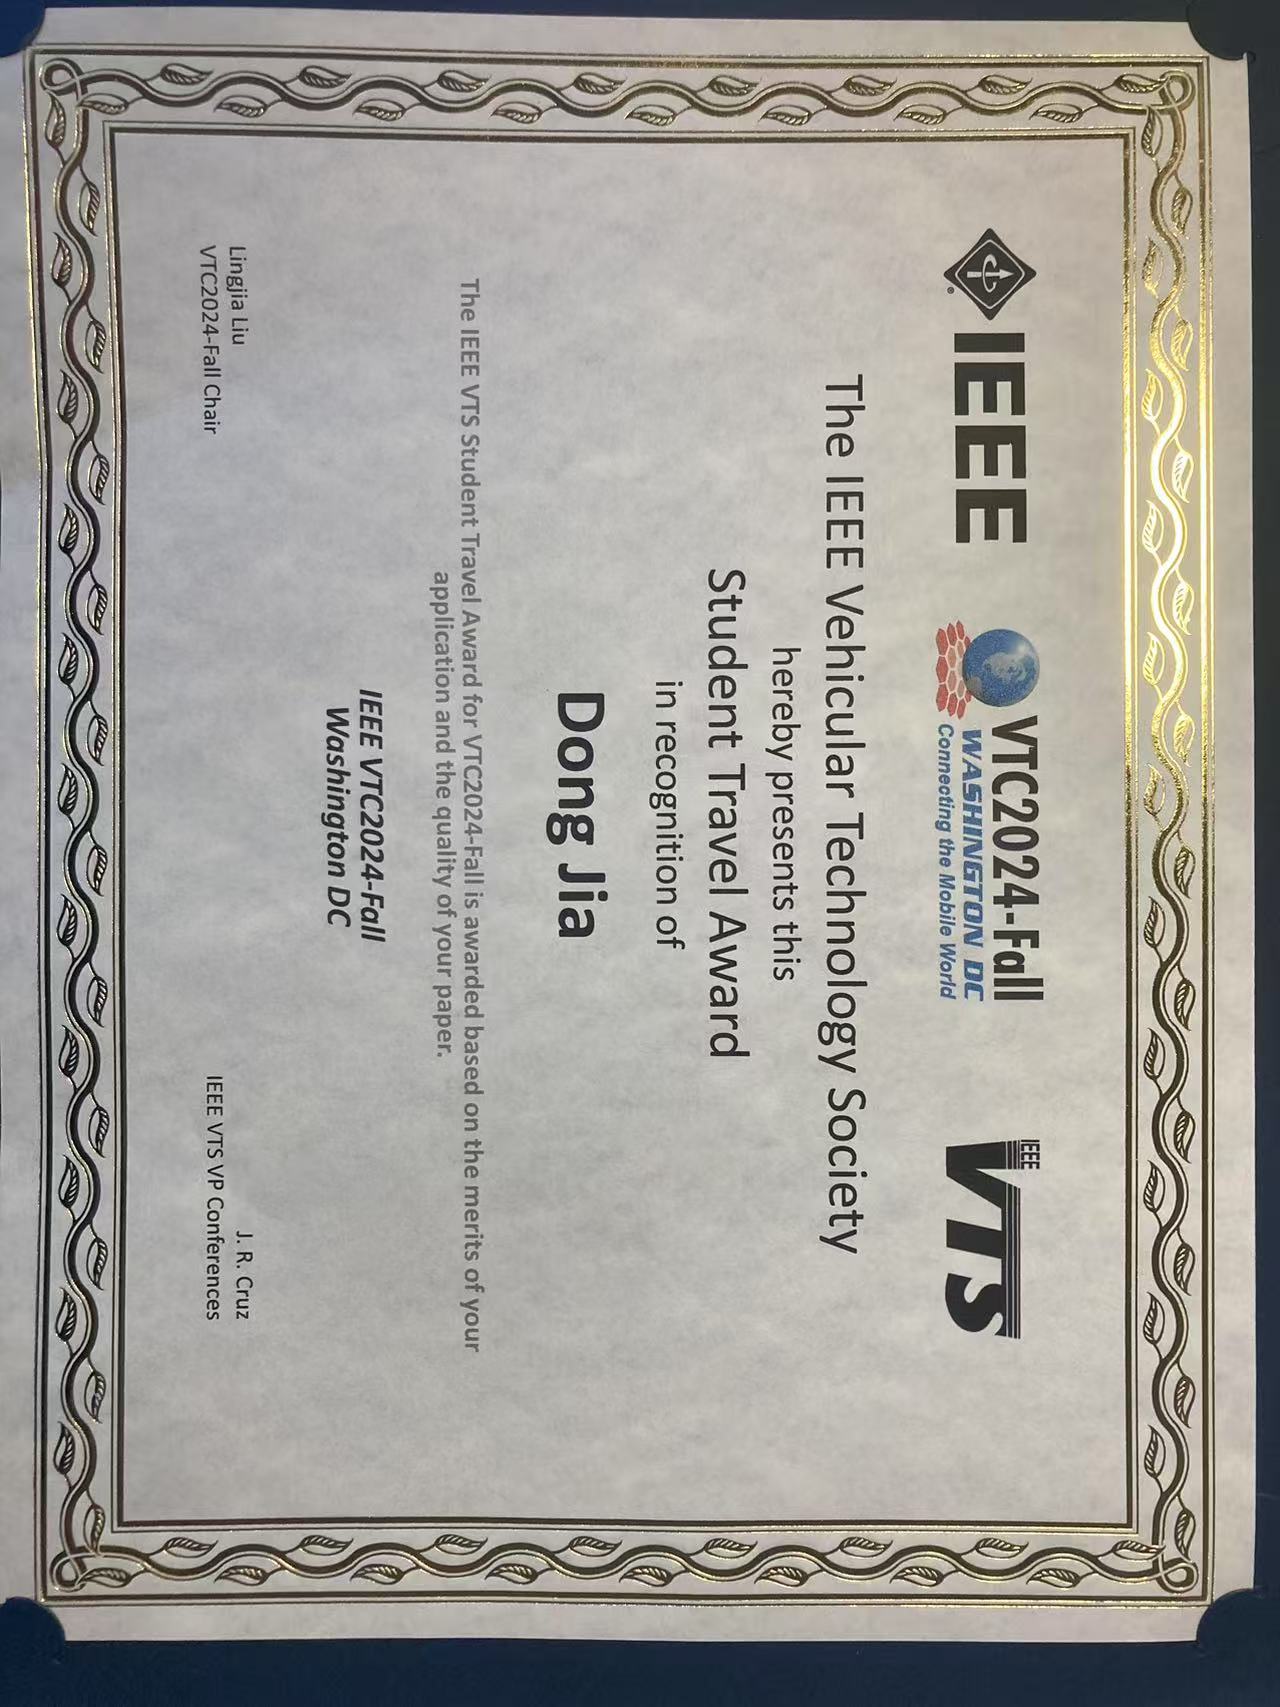 IEEE
VTC2024-Fall
WASHINGTON DC
Connecting the Mobile World
IEEE
VTS
The IEEE Vehicular Technology Society
hereby presents this
Student Travel Award
in recognition of
Dong Jia
The IEEE VTS Student Travel Award for VTC2024-Fall is awarded based on the merits of your
application and the quality of your paper.
IEEE VTC2024-Fall
Washington DC
Lingjia Liu
VTC2024-Fall Chair
J. R. Cruz
IEEE VTS VP Conferences